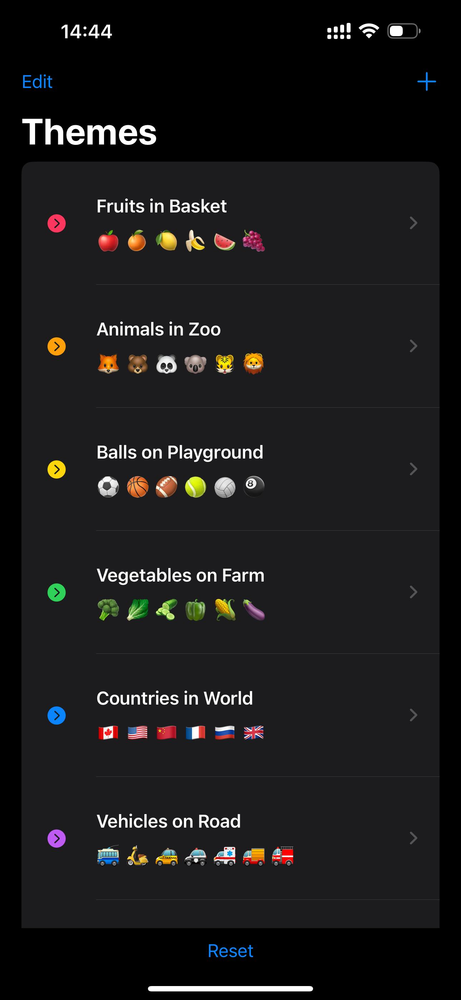 14:44
Edit
Themes
Fruits in Basket
🍎 🍊 🍋 🍌 🍉 🍇
Animals in Zoo
🦊 🐻 🐼 🐨 🐯 🦁
Balls on Playground
⚽ 🏀 🏈 🎾 🏐 🎱
Vegetables on Farm
🥦 🥬 🥒 🫑 🌽 🍆
Countries in World
🇨🇦 🇺🇸 🇨🇳 🇫🇷 🇷🇺 🇬🇧
Vehicles on Road
🚎 🛵 🚕 🚓 🚑 🚚 🚒
Reset